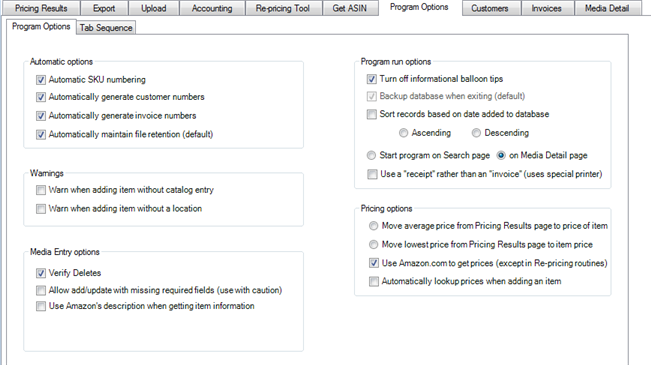 Pricing Results Export Upload Accounting Re-pricing Tool Get ASIN Program Options Customers Invoices Media Detail
Program Options Tab Sequence
Automatic options
Automatic SKU numbering
Automatically generate customer numbers
Automatically generate invoice numbers
Automatically maintain file retention (default)
Warnings
Warn when adding item without catalog entry
Warn when adding item without a location
Media Entry options
Verify Deletes
Allow add/update with missing required fields (use with caution)
Use Amazon's description when getting item information
Program run options
Turn off informational balloon tips
Backup database when exiting (default)
Sort records based on date added to database
Ascending Descending
Start program on Search page on Media Detail page
Use a "receipt" rather than an "invoice" (uses special printer)
Pricing options
Move average price from Pricing Results page to price of item
Move lowest price from Pricing Results page to item price
Use Amazon.com to get prices (except in Re-pricing routines)
Automatically lookup prices when adding an item